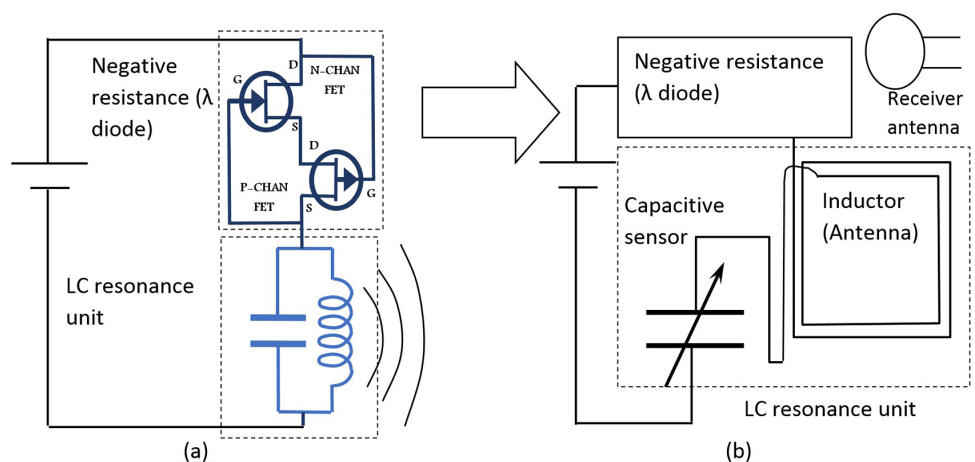 Negative
resistance (λ
diode)
G
D
N–CHAN
FET
S
D
P–CHAN
FET
S
G
LC resonance
unit
(a)
Negative resistance
(λ diode)
Receiver
antenna
Capacitive
sensor
Inductor
(Antenna)
LC resonance unit
(b)